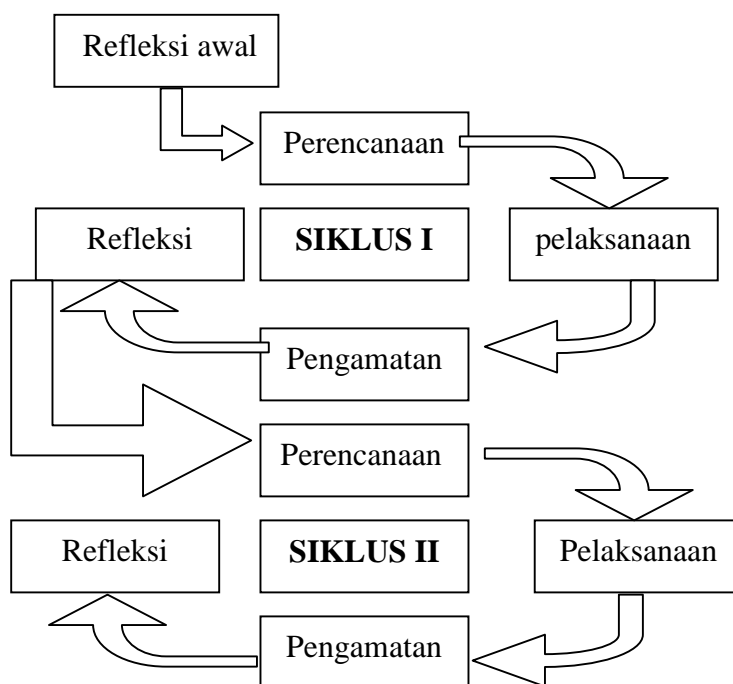 Refleksi awal
Perencanaan
Refleksi
SIKLUS I
pelaksanaan
Pengamatan
Perencanaan
Refleksi
SIKLUS II
Pelaksanaan
Pengamatan